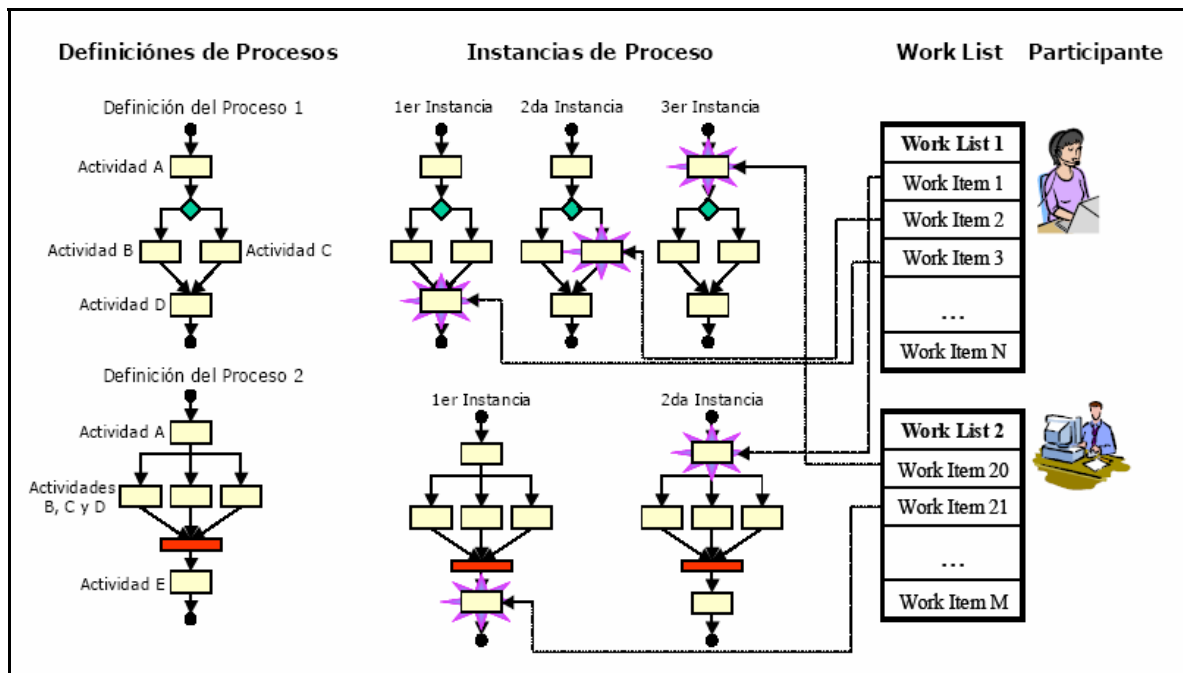 Definiciónes de Procesos
Instancias de Proceso
Work List
Participante
Definición del Proceso 1
1er Instancia
2da Instancia
3er Instancia
Actividad A
Actividad B
Actividad C
Actividad D
Work List 1
Work Item 1
Work Item 2
Work Item 3
...
Work Item N
Definición del Proceso 2
1er Instancia
2da Instancia
Actividad A
Actividades
B, C y D
Actividad E
Work List 2
Work Item 20
Work Item 21
...
Work Item M